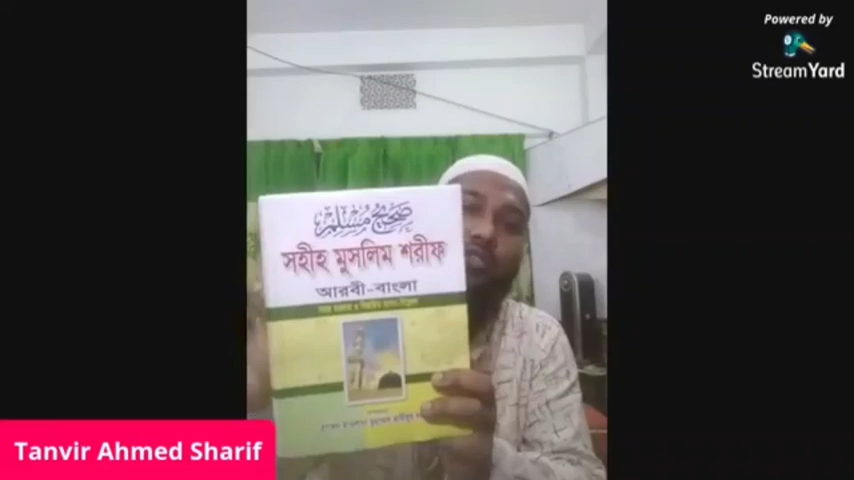 Powered by
StreamYard
صحيح مسلم
সহীহ মুসলিম শরীফ
আরবী-বাংলা
Tanvir Ahmed Sharif